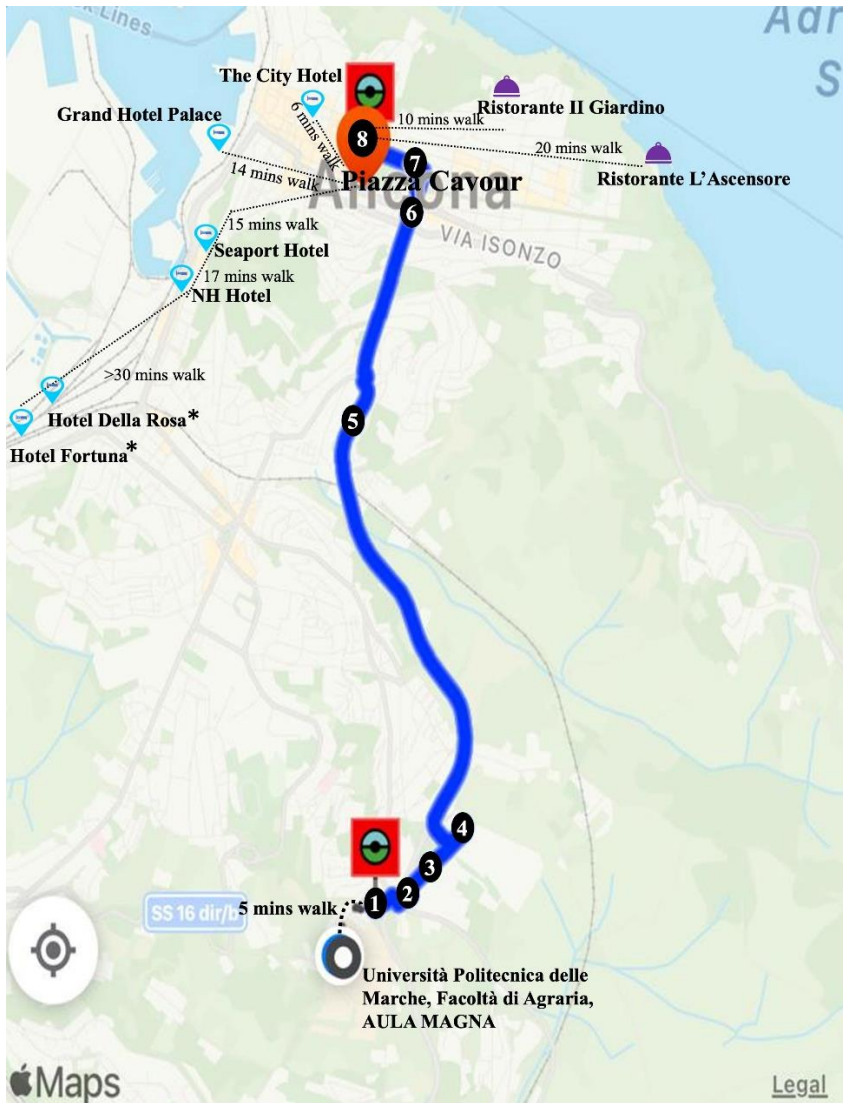 k Lines
Adr
S
The City Hotel
Grand Hotel Palace
6 mins walk
8
10 mins walk
Ristorante II Giardino
20 mins walk
Ristorante L'Ascensore
14 mins walk
7
Piazza Cavour
Ancona
6
15 mins walk
Seaport Hotel
VIA ISONZO
17 mins walk
NH Hotel
>30 mins walk
Hotel Della Rosa*
Hotel Fortuna*
5
4
3
2
1
SS 16 dir/b
5 mins walk
Università Politecnica delle
Marche, Facoltà di Agraria,
AULA MAGNA
Maps
Legal